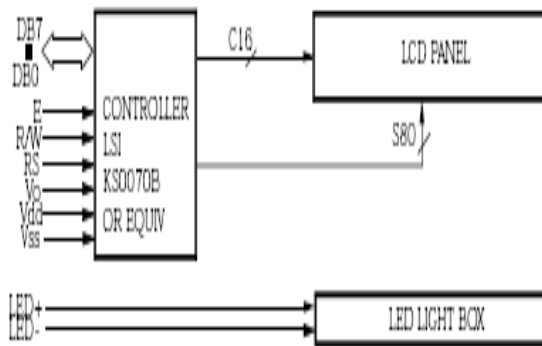 DB7
DB0
E
R/W
RS
Vo
Vdd
Vss
CONTROLLER
LSI
KS0070B
OR EQUIV
C16
LCD PANEL
S80
LED+
LED-
LED LIGHT BOX